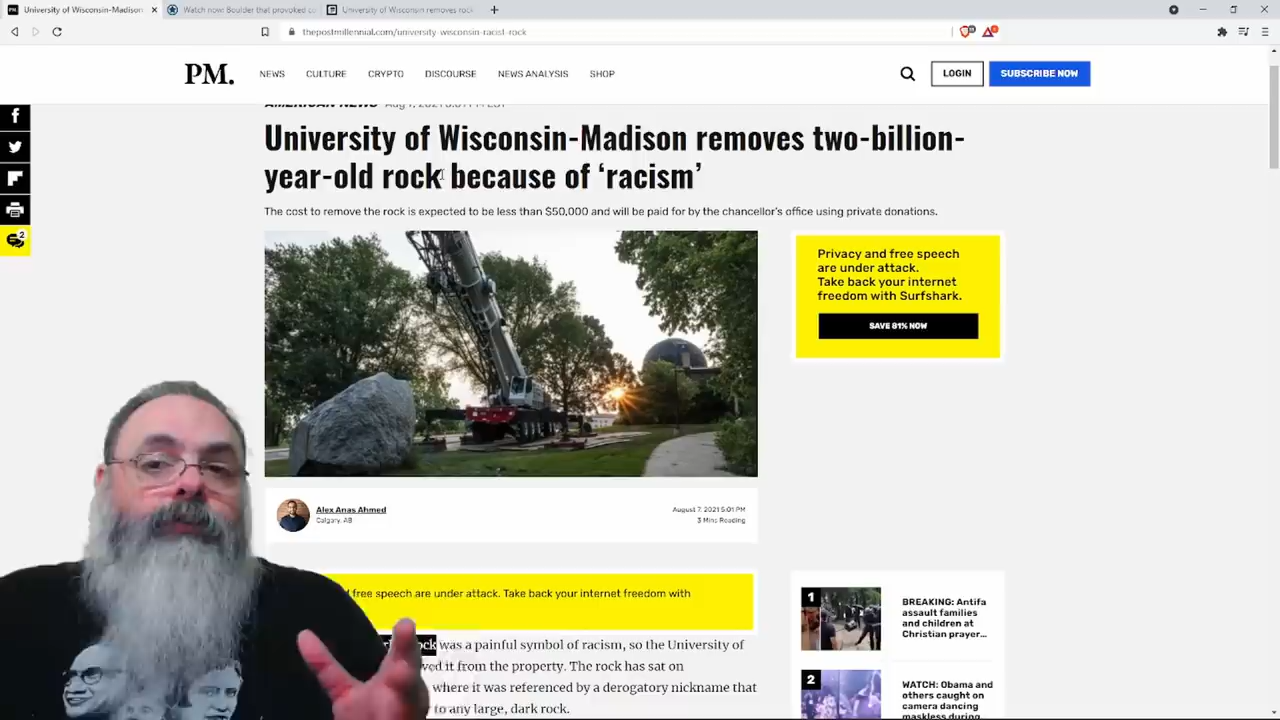 University of Wisconsin-Madison
Watch now: Boulder that provoked co
University of Wisconsin removes rock
thepostmillennial.com/university-wisconsin-racist-rock
PM.
NEWS
CULTURE
CRYPTO
DISCOURSE
NEWS ANALYSIS
SHOP
LOGIN
SUBSCRIBE NOW
AMERICAN NEWS
University of Wisconsin-Madison removes two-billion-
year-old rock because of ‘racism’
The cost to remove the rock is expected to be less than $50,000 and will be paid for by the chancellor's office using private donations.
2
Privacy and free speech
are under attack.
Take back your internet
freedom with Surfshark.
SAVE 81% NOW
Alex Anas Ahmed
Calgary, AB
August 7, 2021 5:01 PM
3 Mins Reading
free speech are under attack. Take back your internet freedom with
was a painful symbol of racism, so the University of
it from the property. The rock has sat on
where it was referenced by a derogatory nickname that
to any large, dark rock.
1
BREAKING: Antifa
assault families
and children at
Christian prayer...
2
WATCH: Obama and
others caught on
camera dancing
maskless during